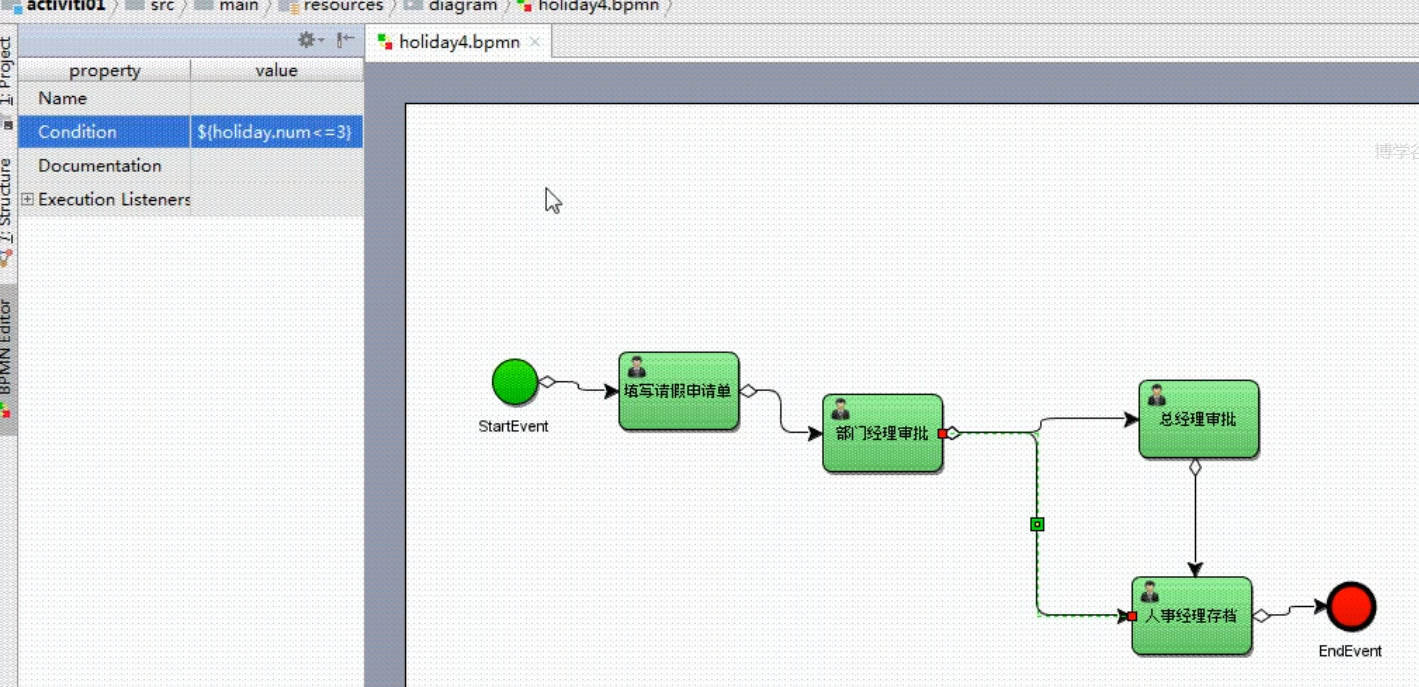 activiti01 src main resources diagram holiday4.bpmn
1: Project
7: Structure
BPMN Editor
holiday4.bpmn
property value
Name
Condition ${holiday.num<=3}
Documentation
Execution Listeners
博学谷
StartEvent
填写请假申请单
部门经理审批
总经理审批
人事经理存档
EndEvent